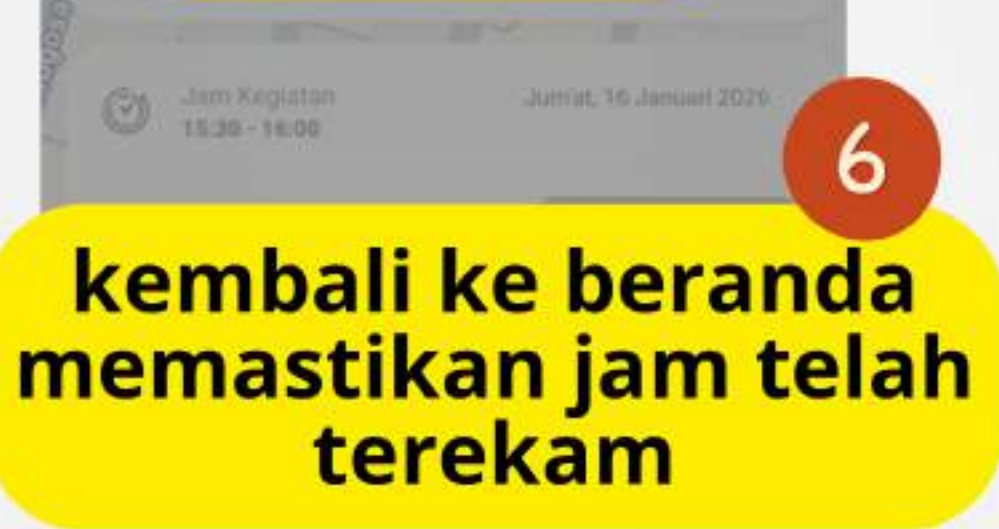 Jam Kegiatan
Jum'at, 16 Januari 2026
15:30 - 16:00
6
kembali ke beranda
memastikan jam telah
terekam